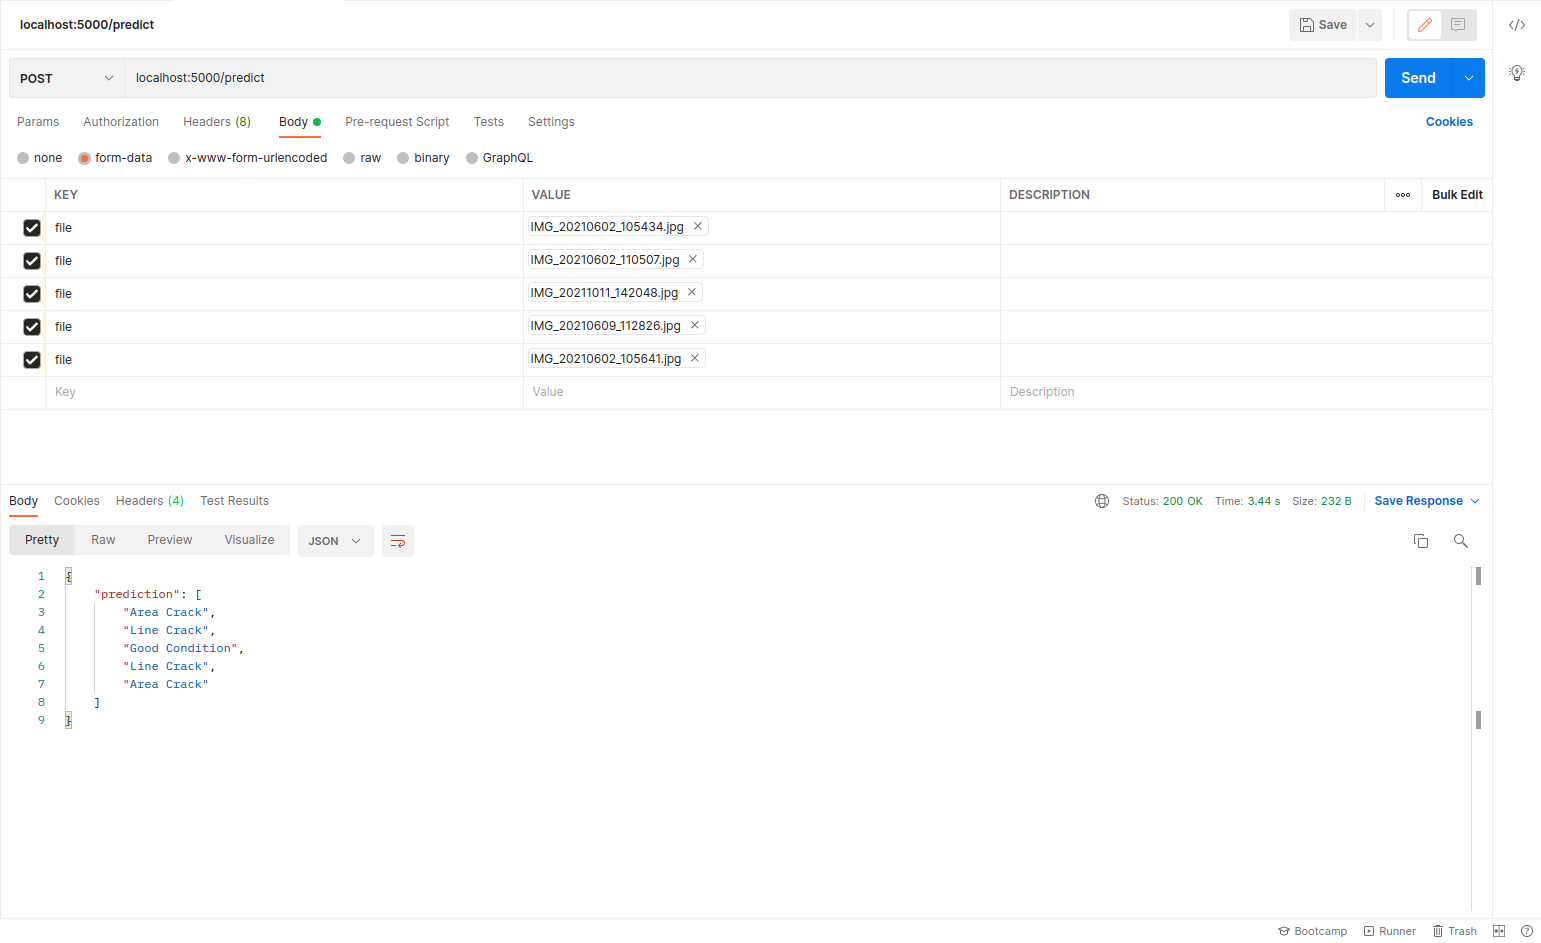 localhost:5000/predict
Save
POST localhost:5000/predict Send
Params Authorization Headers (8) Body Pre-request Script Tests Settings Cookies
none form-data x-www-form-urlencoded raw binary GraphQL
KEY VALUE DESCRIPTION ooo Bulk Edit
file IMG_20210602_105434.jpg ×
file IMG_20210602_110507.jpg ×
file IMG_20211011_142048.jpg ×
file IMG_20210609_112826.jpg ×
file IMG_20210602_105641.jpg ×
Key Value Description
Body Cookies Headers (4) Test Results Status: 200 OK Time: 3.44 s Size: 232 B Save Response
Pretty Raw Preview Visualize JSON
1 {
2 "prediction": [
3 "Area Crack",
4 "Line Crack",
5 "Good Condition",
6 "Line Crack",
7 "Area Crack"
8 ]
9 }
Bootcamp Runner Trash